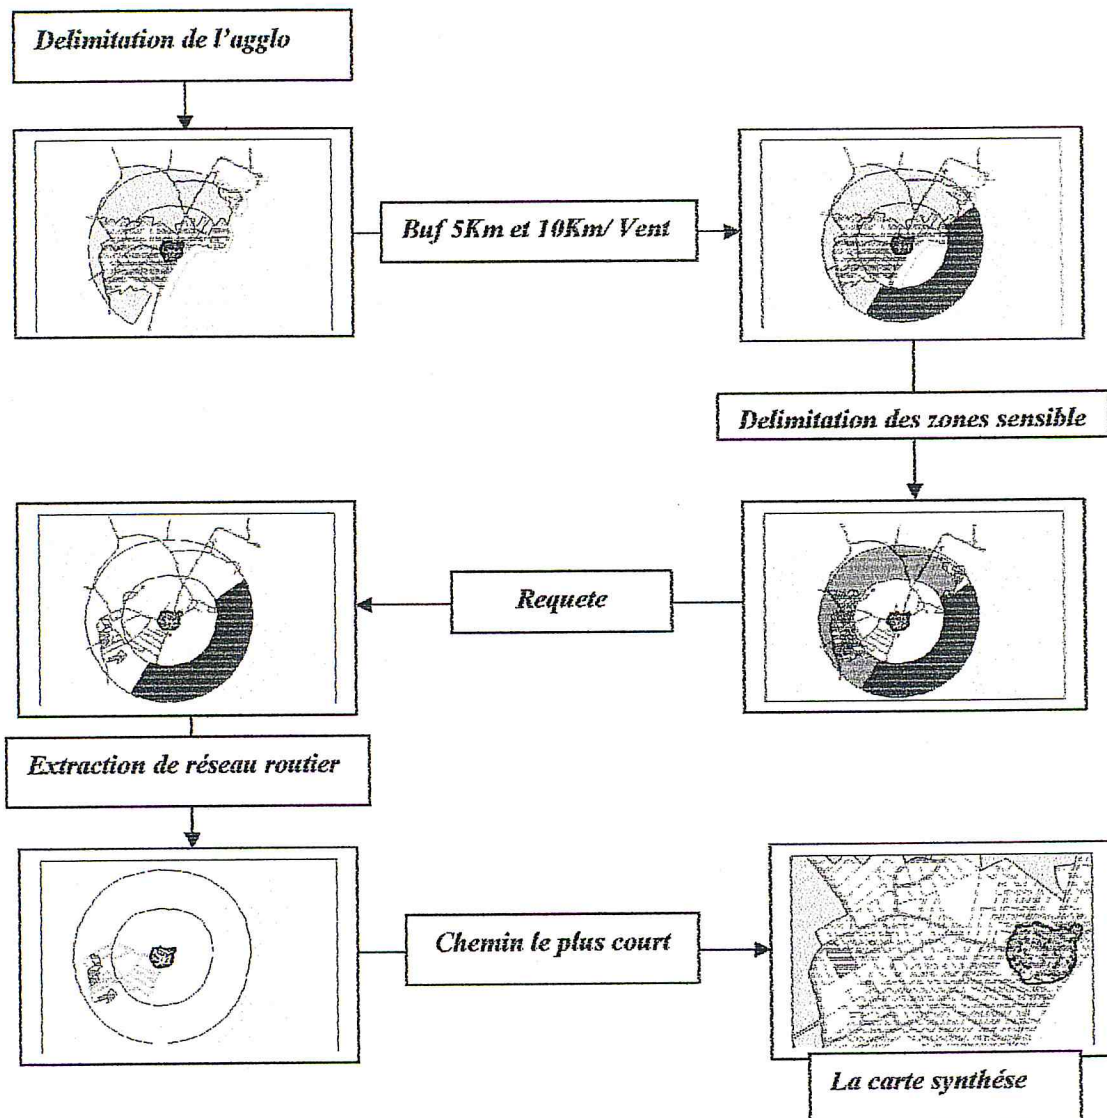 Délimitation de l'agglo
Buf 5Km et 10Km/ Vent
Delimitation des zones sensible
Requete
Extraction de réseau routier
Chemin le plus court
La carte synthése